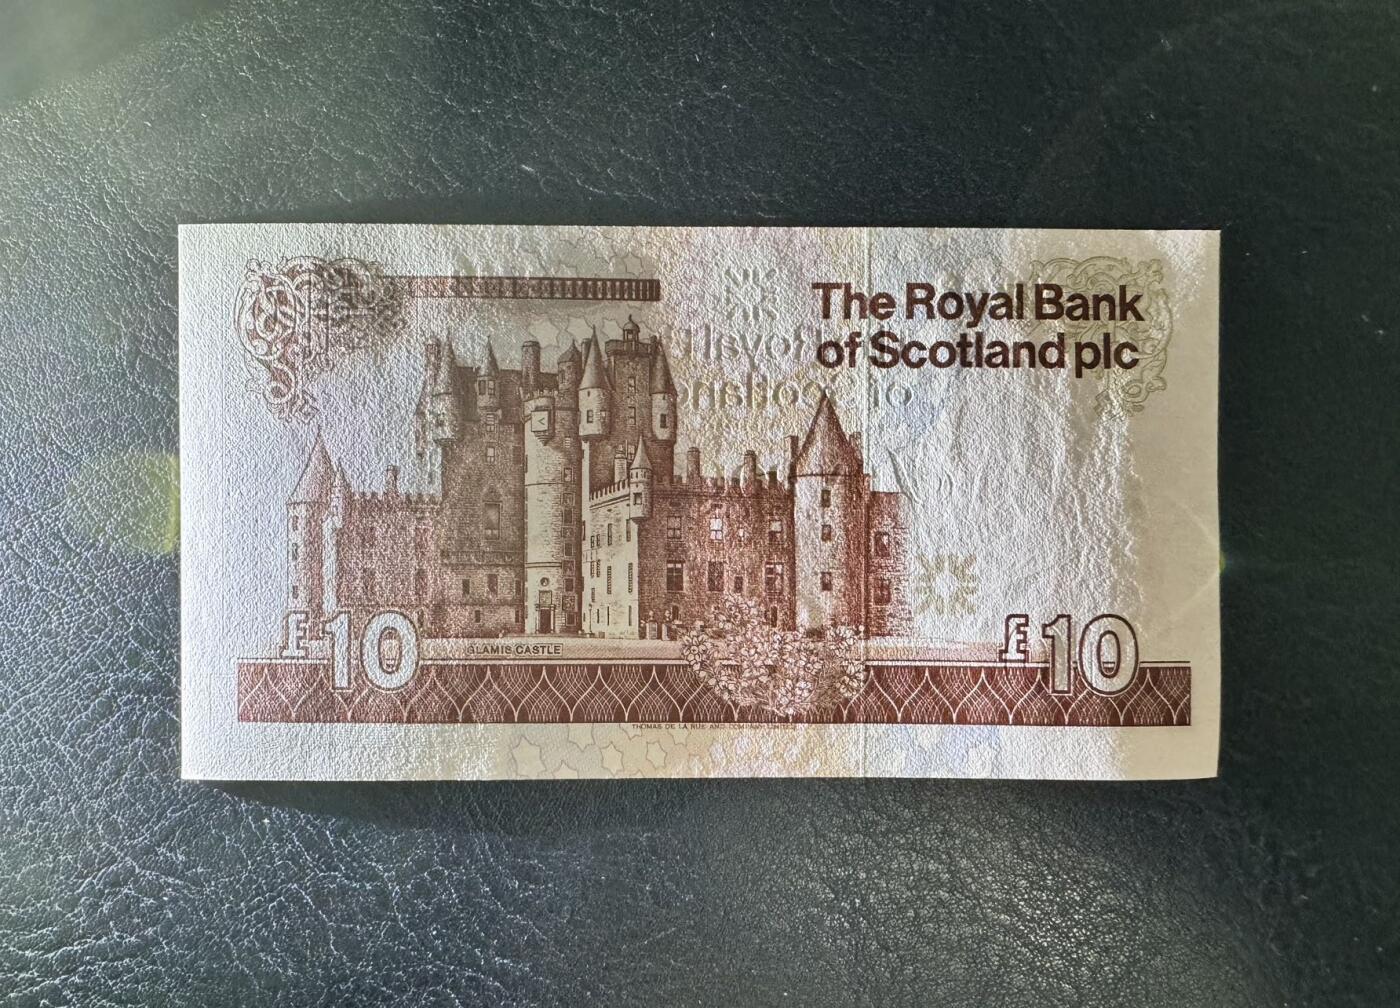 The Royal Bank
of Scotland plc
£10
£10
GLAMIS CASTLE
THOMAS DE LA RUE AND COMPANY LIMITED